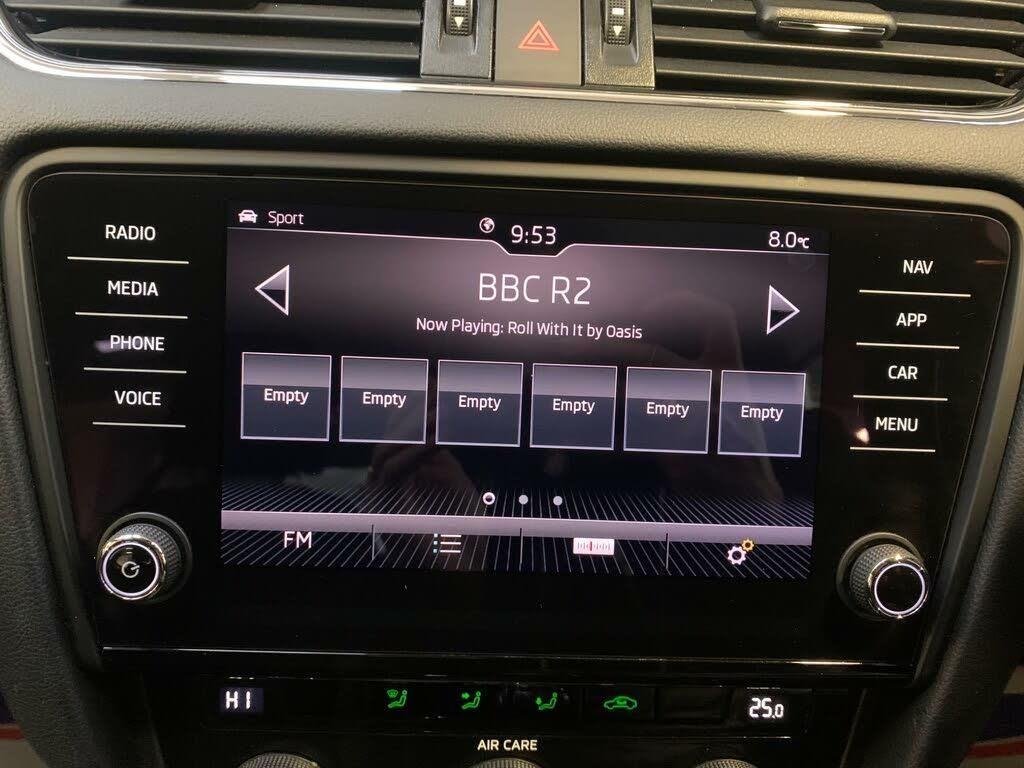 Sport
9:53
8.0°C
RADIO
MEDIA
PHONE
VOICE
BBC R2
Now Playing: Roll With It by Oasis
Empty
Empty
Empty
Empty
Empty
Empty
FM
NAV
APP
CAR
MENU
HI
25.0
AIR CARE